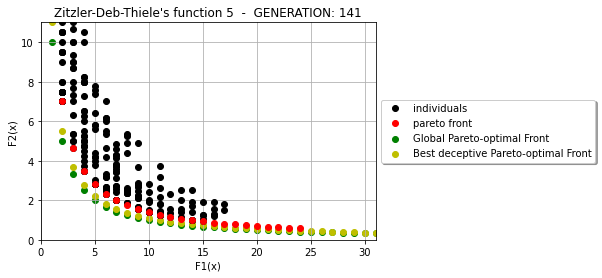 Zitzler-Deb-Thiele's function 5 - GENERATION: 141
10
8
6
4
2
0
F2(x)
0 5 10 15 20 25 30
F1(x)
individuals
pareto front
Global Pareto-optimal Front
Best deceptive Pareto-optimal Front